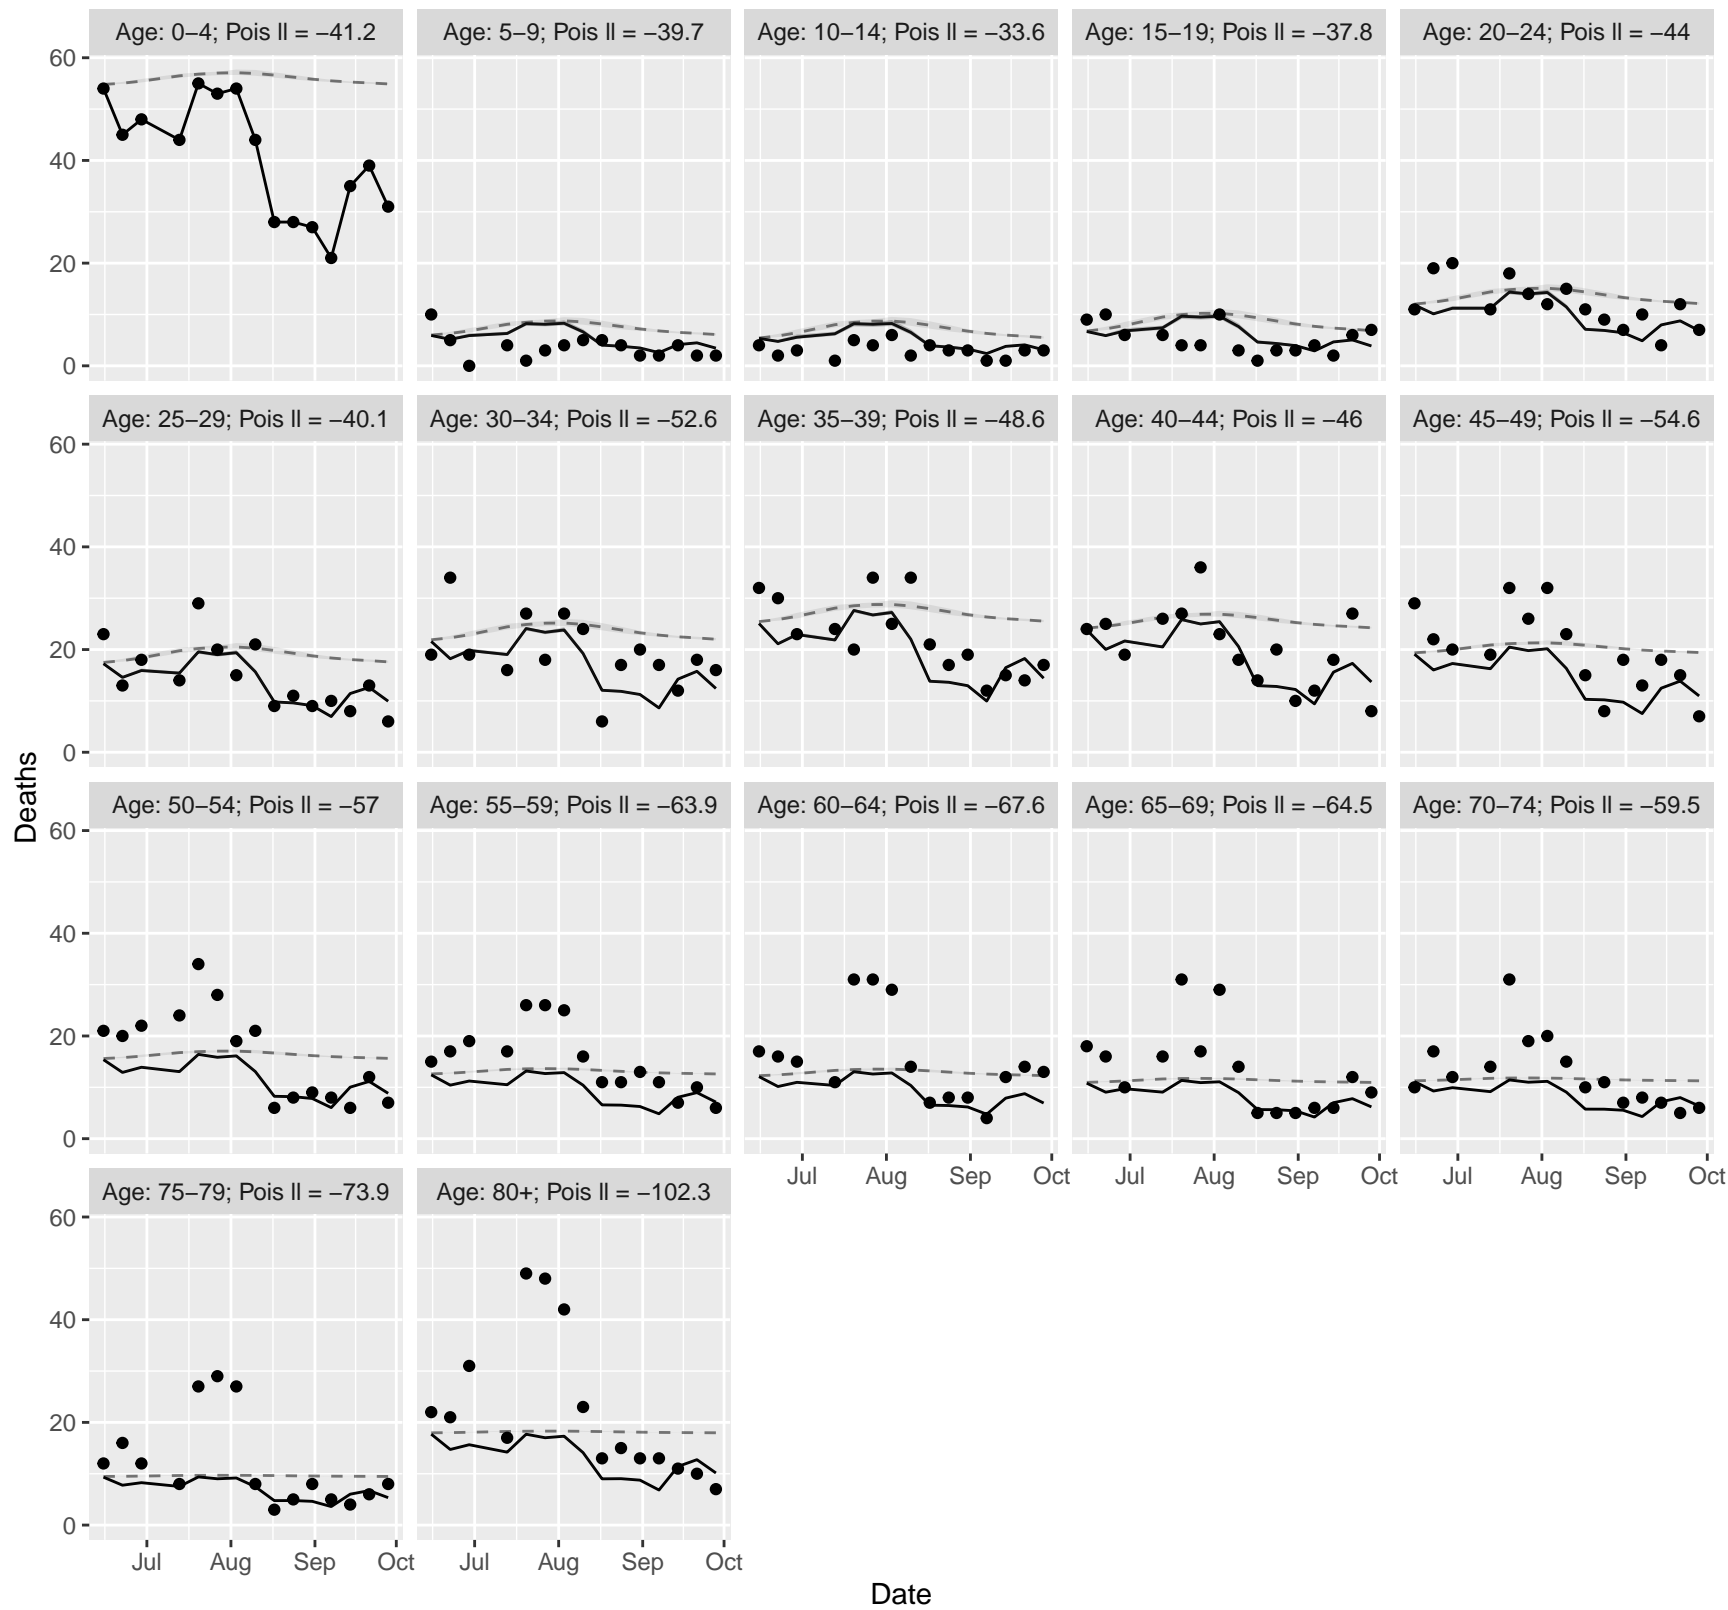 Age: 0−4; Pois ll = −41.2
Age: 5−9; Pois ll = −39.7
Age: 10−14; Pois ll = −33.6
Age: 15−19; Pois ll = −37.8
Age: 20−24; Pois ll = −44
60
40
20
0
Age: 25−29; Pois ll = −40.1
Age: 30−34; Pois ll = −52.6
Age: 35−39; Pois ll = −48.6
Age: 40−44; Pois ll = −46
Age: 45−49; Pois ll = −54.6
60
40
20
0
Deaths
Age: 50−54; Pois ll = −57
Age: 55−59; Pois ll = −63.9
Age: 60−64; Pois ll = −67.6
Age: 65−69; Pois ll = −64.5
Age: 70−74; Pois ll = −59.5
60
40
20
0
Jul Aug Sep Oct
Jul Aug Sep Oct
Jul Aug Sep Oct
Age: 75−79; Pois ll = −73.9
Age: 80+; Pois ll = −102.3
60
40
20
0
Jul Aug Sep Oct
Jul Aug Sep Oct
Date